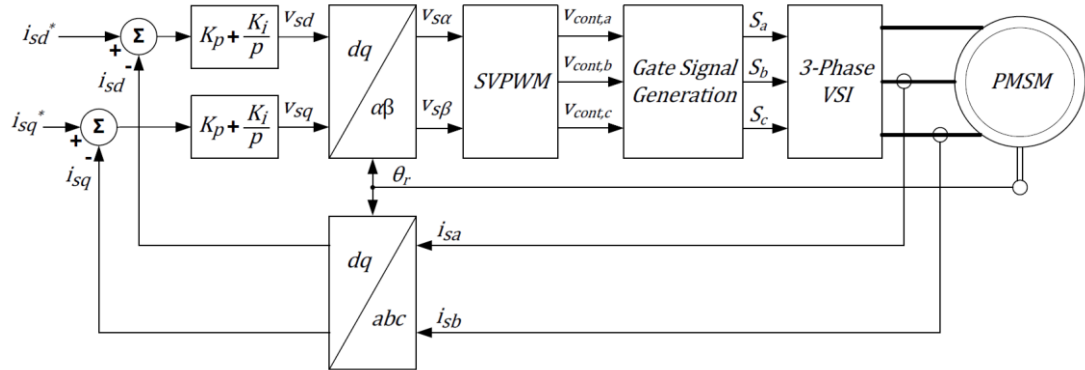 i_sd*
Σ
+
-
i_sd
K_p + K_i/p
v_sd
dq
αβ
v_sα
v_sβ
SVPWM
v_cont,a
v_cont,b
v_cont,c
Gate Signal
Generation
S_a
S_b
S_c
3-Phase
VSI
PMSM
i_sq*
Σ
+
-
i_sq
K_p + K_i/p
v_sq
θ_r
dq
abc
i_sa
i_sb